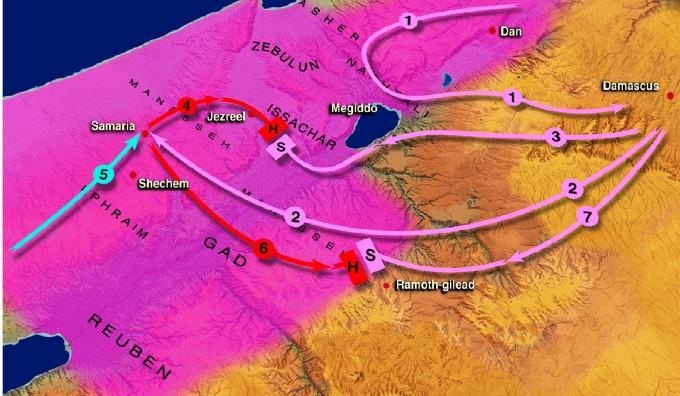 ASHER
1
Dan
ZEBULUN
NAPHTALI
Damascus
MANASSEH
4
Jezreel
ISSACHAR
Megiddo
1
Samaria
H
S
3
5
Shechem
EPHRAIM
MANASSEH
2
2
7
GAD
6
H
S
Ramoth-gilead
REUBEN